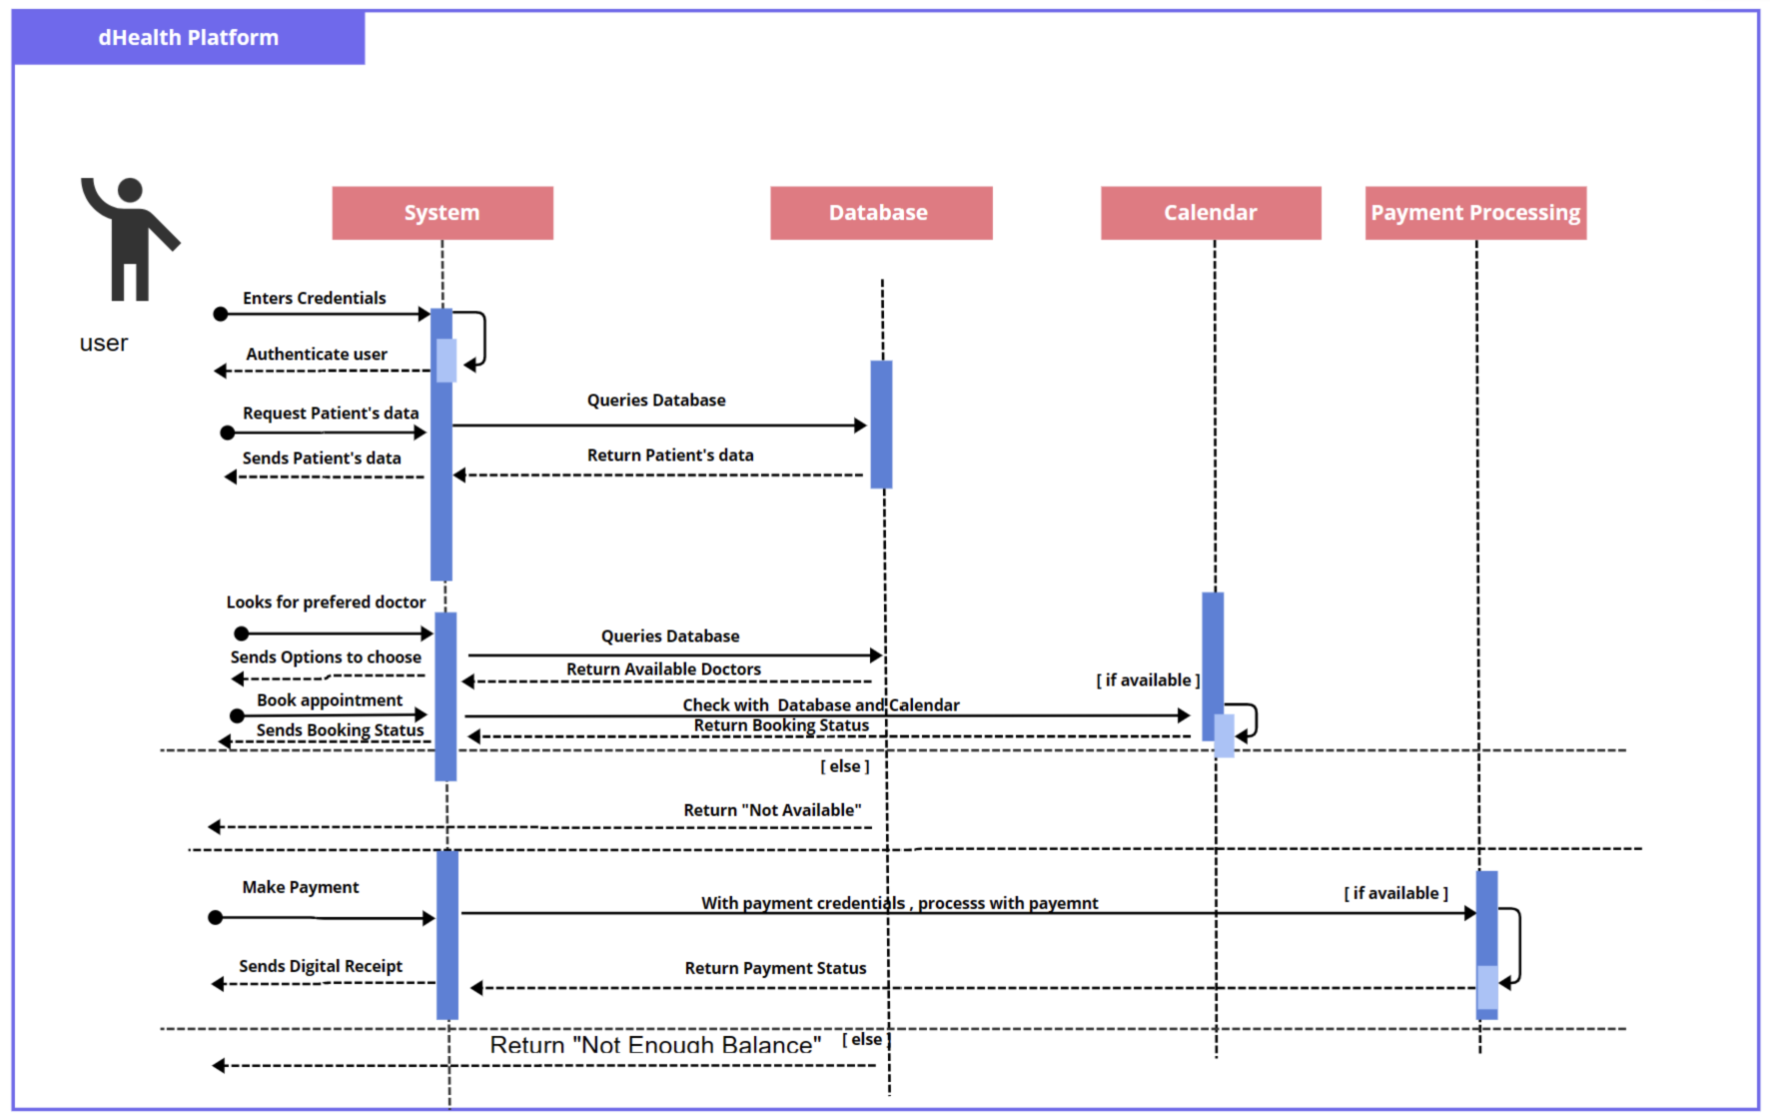 dHealth Platform
System
Database
Calendar
Payment Processing
user
Enters Credentials
Authenticate user
Queries Database
Request Patient's data
Return Patient's data
Sends Patient's data
Looks for prefered doctor
Queries Database
Sends Options to choose
Return Available Doctors
[ if available ]
Book appointment
Check with Database and Calendar
Return Booking Status
Sends Booking Status
[ else ]
Return "Not Available"
Make Payment
[ if available ]
With payment credentials , processs with payemnt
Sends Digital Receipt
Return Payment Status
Return "Not Enough Balance"
[ else ]